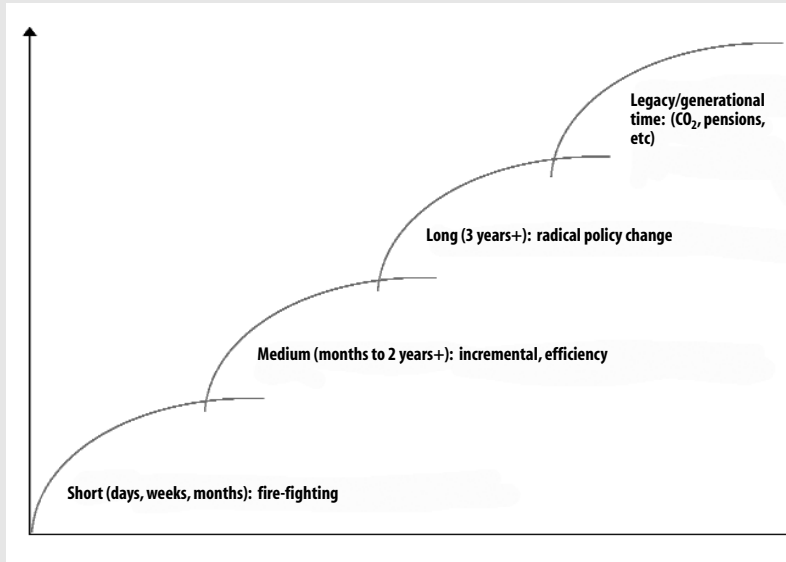 Legacy/generational
time: (CO₂, pensions,
etc)
Long (3 years+): radical policy change
Medium (months to 2 years+): incremental, efficiency
Short (days, weeks, months): fire-fighting